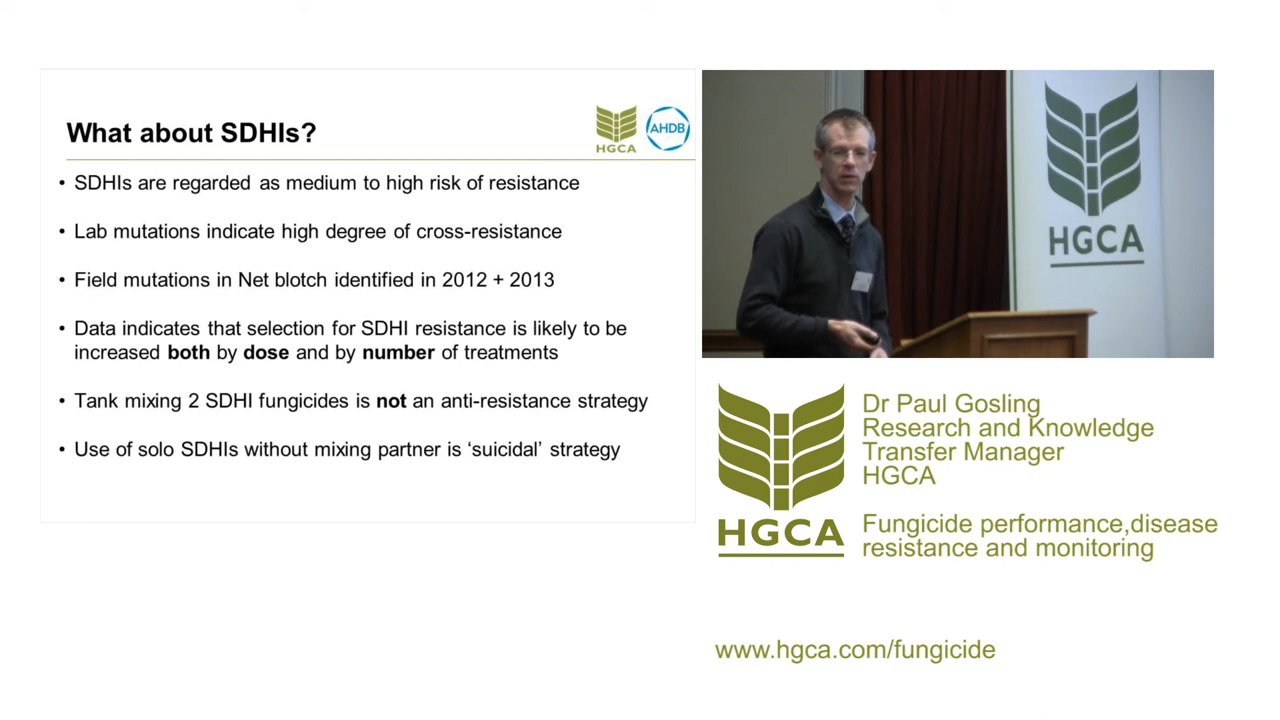 What about SDHIs?
HGCA
AHDB
• SDHIs are regarded as medium to high risk of resistance
• Lab mutations indicate high degree of cross-resistance
• Field mutations in Net blotch identified in 2012 + 2013
• Data indicates that selection for SDHI resistance is likely to be
increased both by dose and by number of treatments
• Tank mixing 2 SDHI fungicides is not an anti-resistance strategy
• Use of solo SDHIs without mixing partner is ‘suicidal’ strategy
HGCA
HGCA
Dr Paul Gosling
Research and Knowledge
Transfer Manager
HGCA
Fungicide performance,disease
resistance and monitoring
www.hgca.com/fungicide